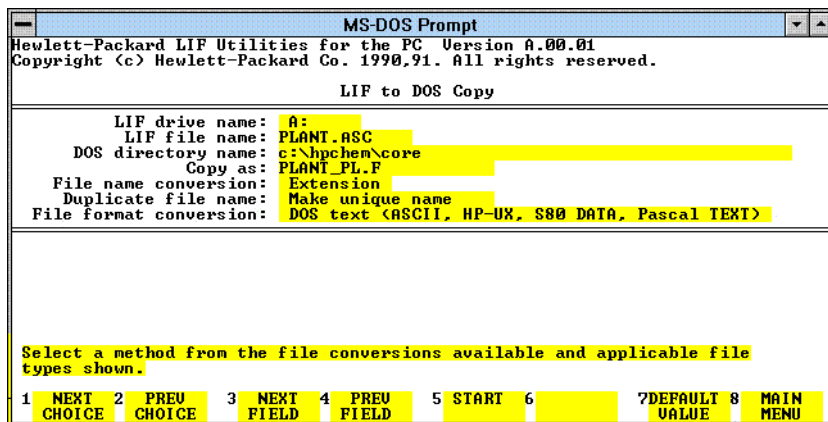 MS-DOS Prompt
Hewlett-Packard LIF Utilities for the PC Version A.00.01
Copyright (c) Hewlett-Packard Co. 1990,91. All rights reserved.
LIF to DOS Copy
LIF drive name: A:
LIF file name: PLANT.ASC
DOS directory name: c:\hpchem\core
Copy as: PLANT_PL.F
File name conversion: Extension
Duplicate file name: Make unique name
File format conversion: DOS text (ASCII, HP-UX, S80 DATA, Pascal TEXT)
Select a method from the file conversions available and applicable file
types shown.
1 NEXT 2 PREV 3 NEXT 4 PREV 5 START 6 7DEFAULT 8 MAIN
CHOICE CHOICE FIELD FIELD VALUE MENU